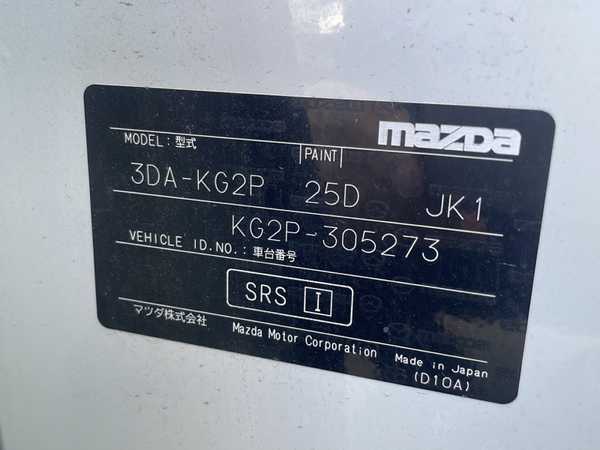 mazda
MODEL: 型式 |PAINT|
3DA-KG2P 25D JK1
KG2P-305273
VEHICLE ID.NO.: 車台番号
SRS I
マツダ株式会社 Mazda Motor Corporation Made in Japan
(D10A)